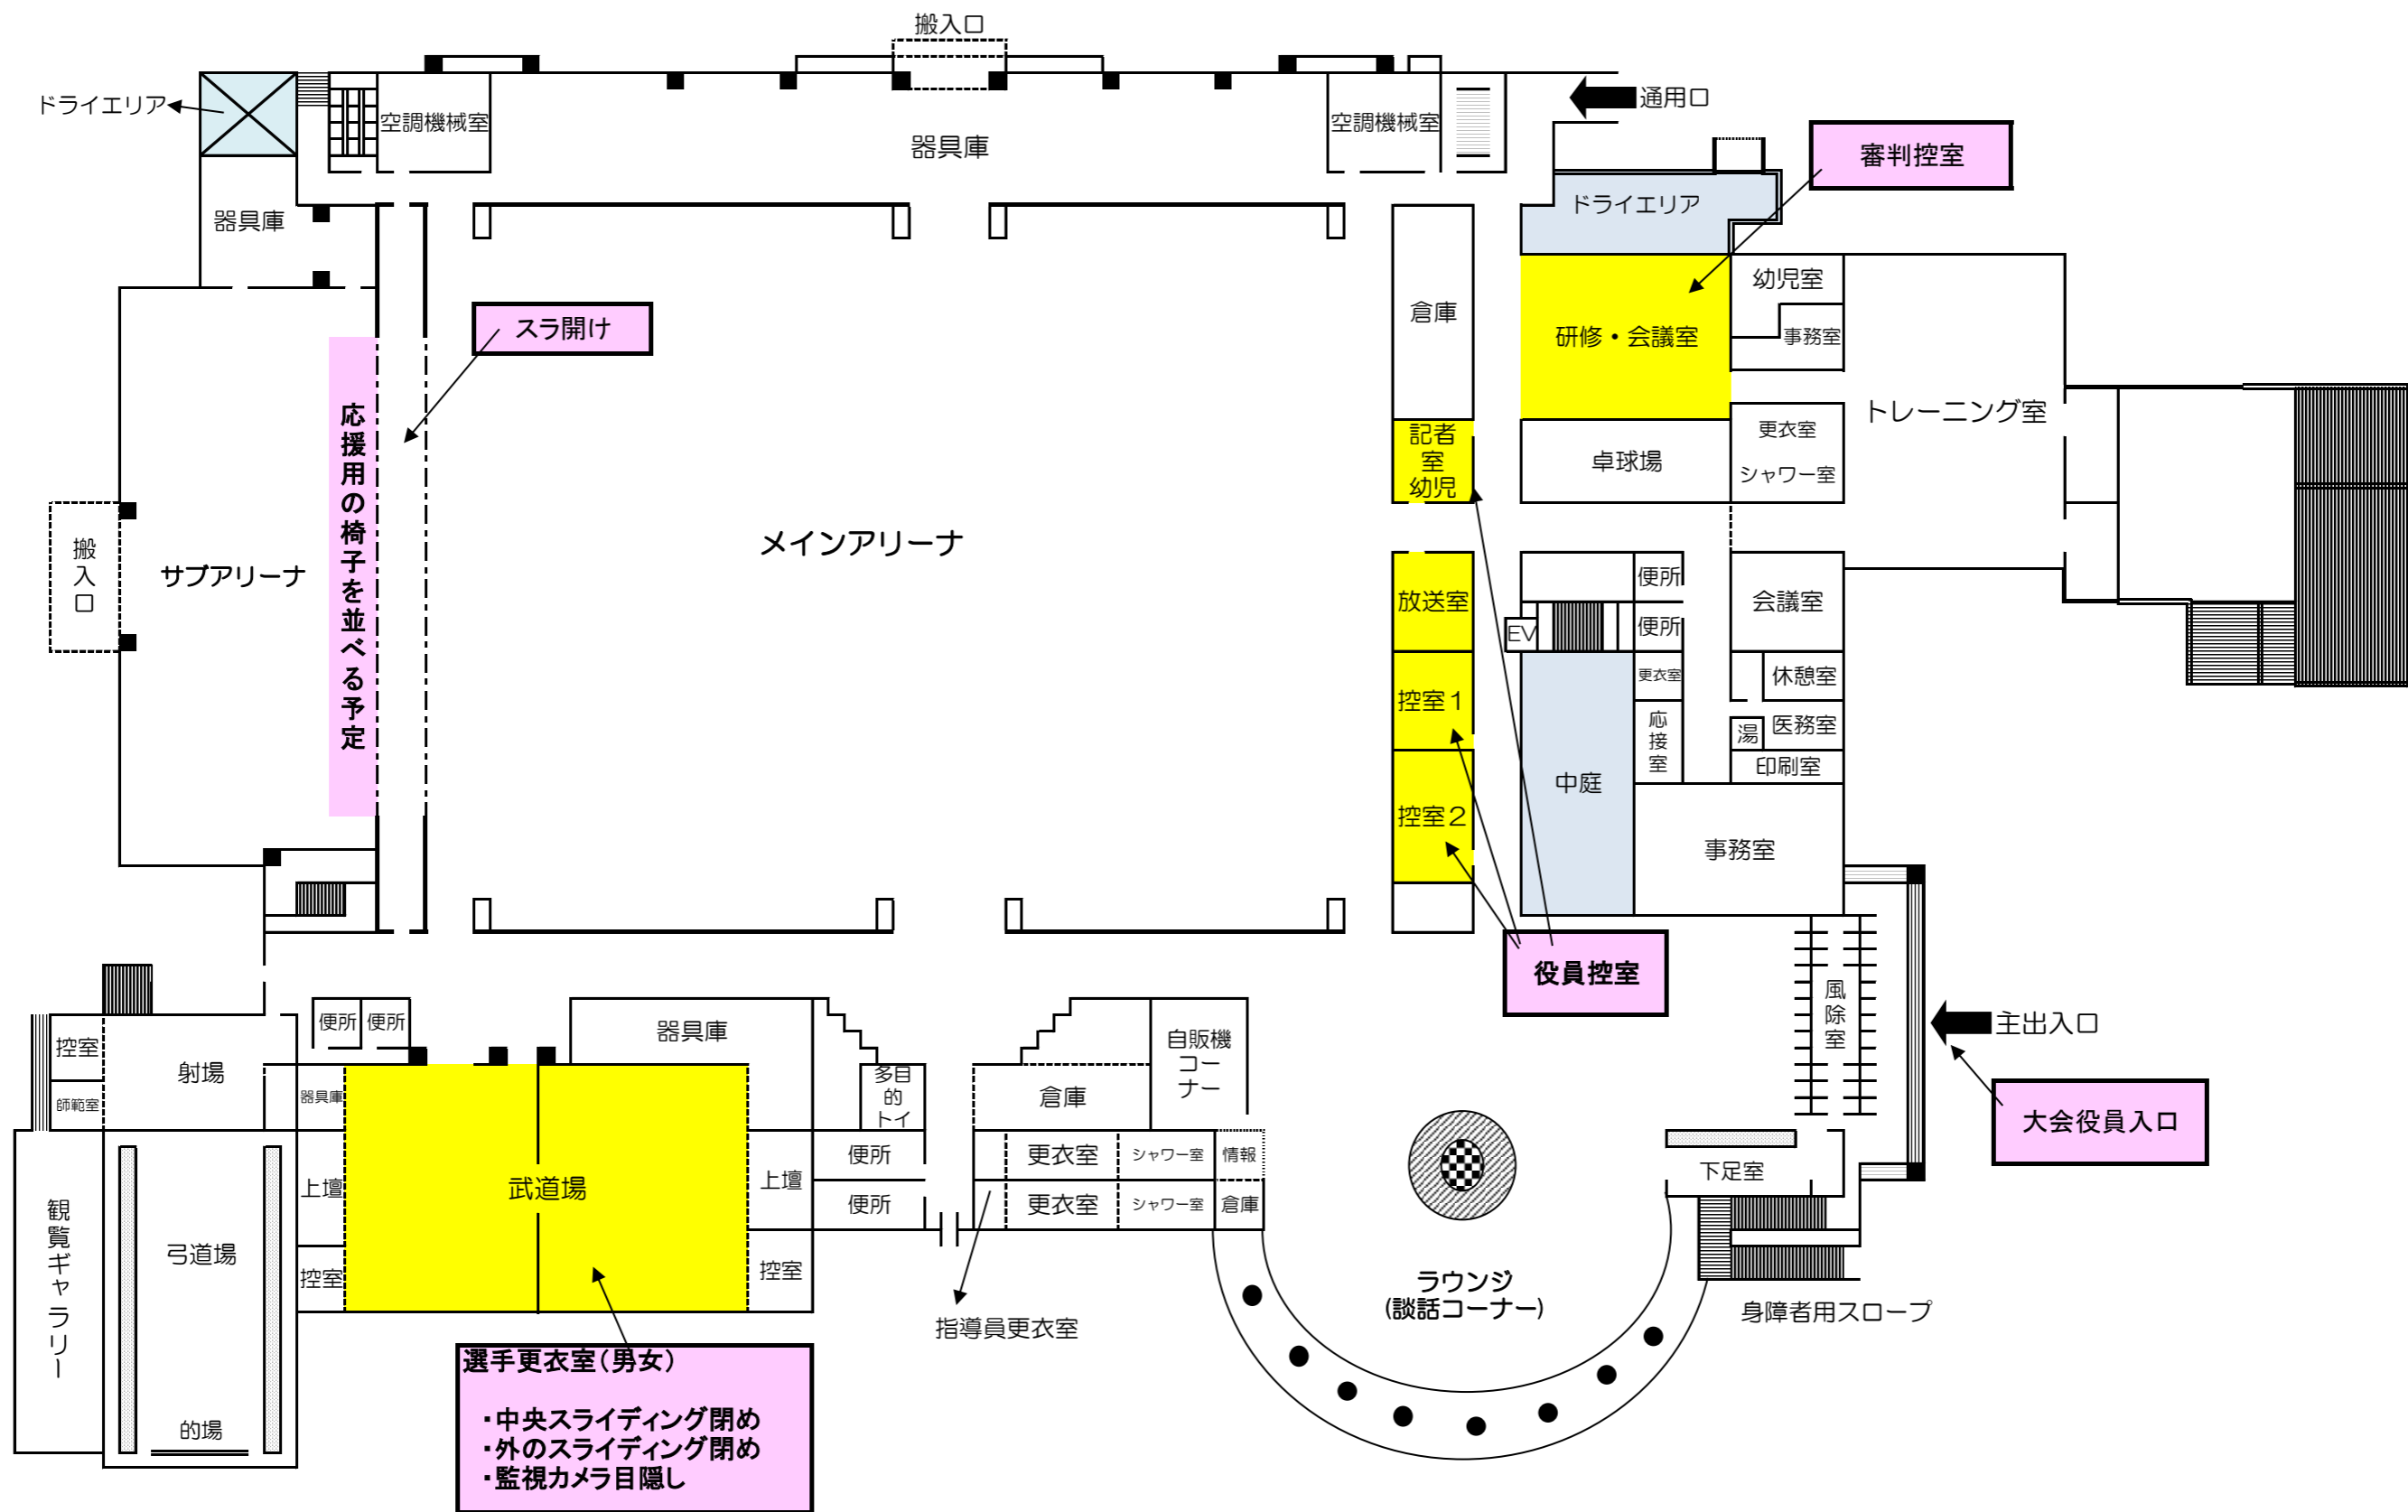 搬入口
ドライエリア
空調機械室
器具庫
空調機械室
通用口
審判控室
器具庫
ドライエリア
スラ開け
倉庫
研修・会議室
幼児室
事務室
応援用の椅子を並べる予定
記者
室
幼児
卓球場
更衣室
シャワー室
トレーニング室
搬入口
サブアリーナ
メインアリーナ
放送室
便所
便所
EV
会議室
控室1
更衣室
休憩室
応接室
湯
医務室
印刷室
控室2
中庭
事務室
役員控室
風除室
主出入口
大会役員入口
控室
師範室
射場
便所
便所
器具庫
器具庫
多目
的
トイ
倉庫
自販機
コー
ナー
上壇
武道場
上壇
便所
便所
更衣室
シャワー室
情報
更衣室
シャワー室
倉庫
下足室
観覧ギャラリー
弓道場
控室
控室
指導員更衣室
ラウンジ
(談話コーナー)
身障者用スロープ
的場
選手更衣室(男女)
・中央スライディング閉め
・外のスライディング閉め
・監視カメラ目隠し